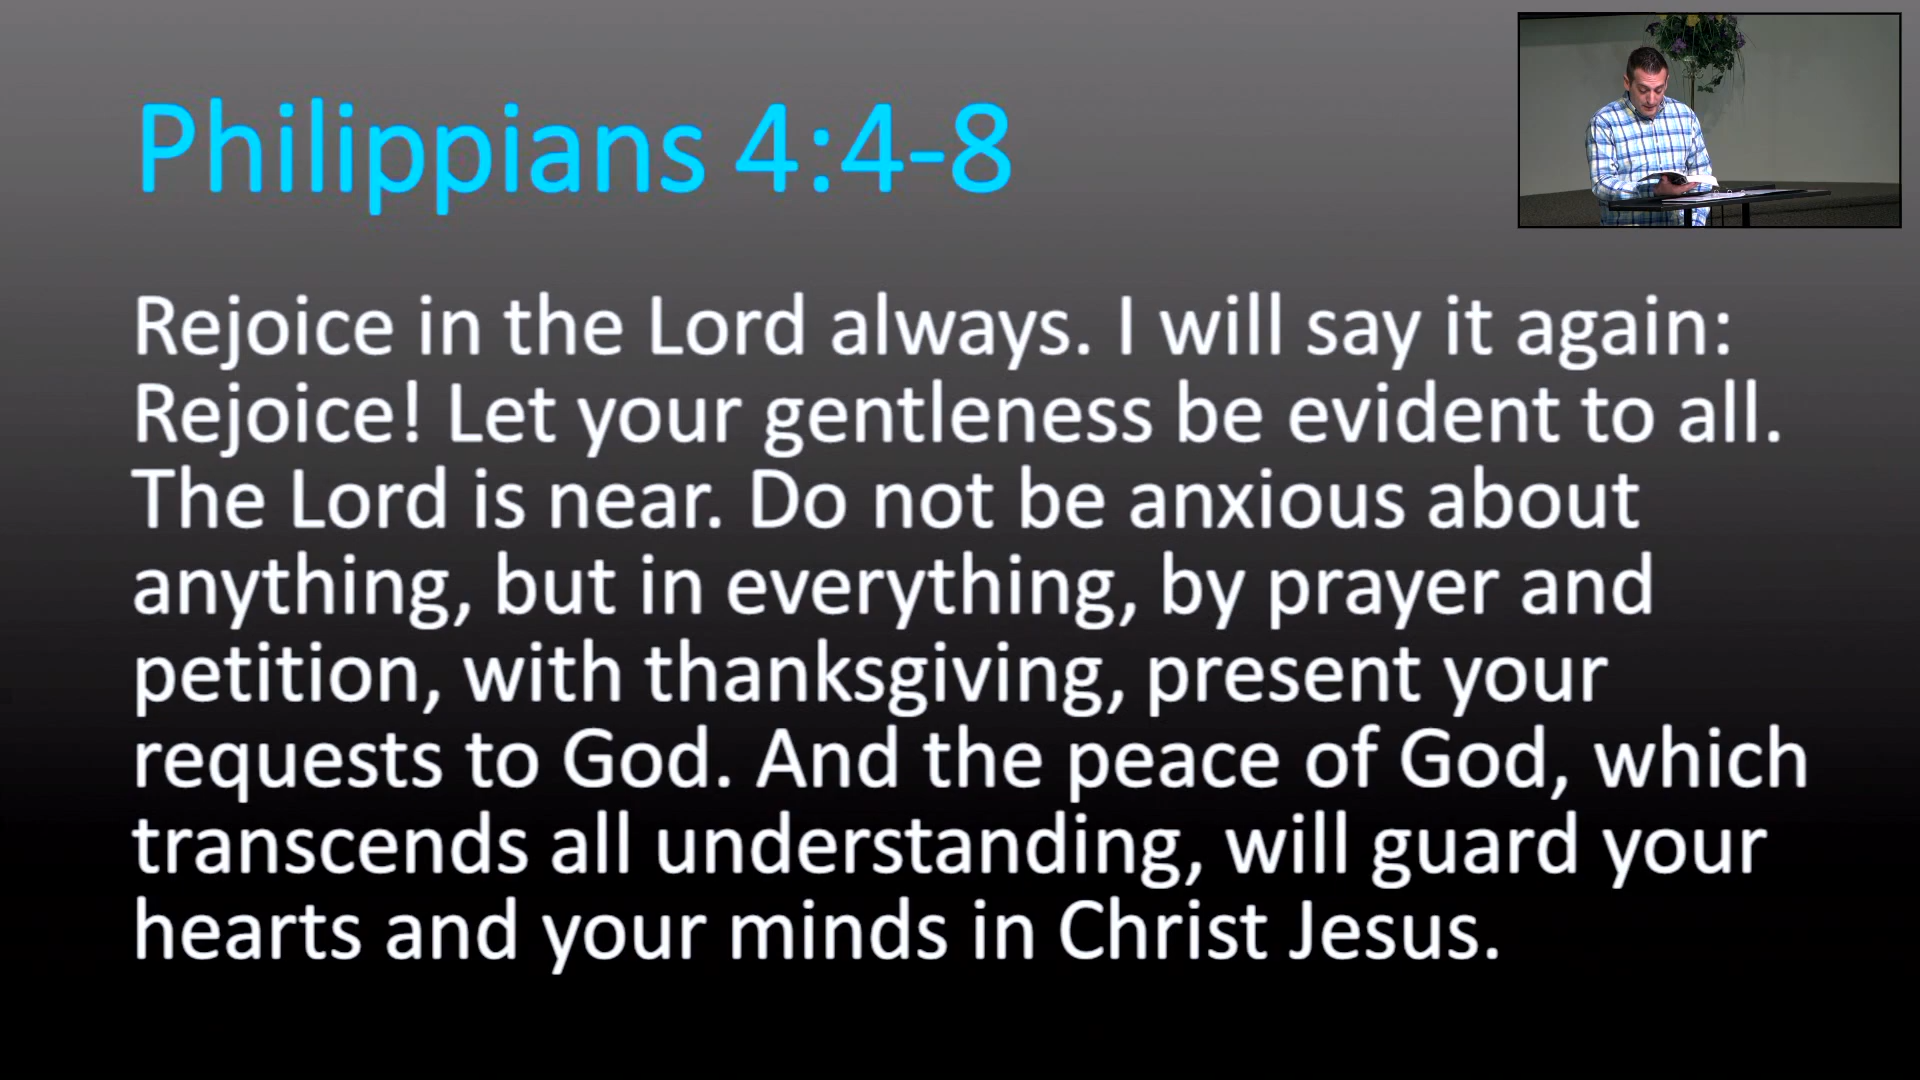 Philippians 4:4-8
Rejoice in the Lord always. I will say it again:
Rejoice! Let your gentleness be evident to all.
The Lord is near. Do not be anxious about
anything, but in everything, by prayer and
petition, with thanksgiving, present your
requests to God. And the peace of God, which
transcends all understanding, will guard your
hearts and your minds in Christ Jesus.